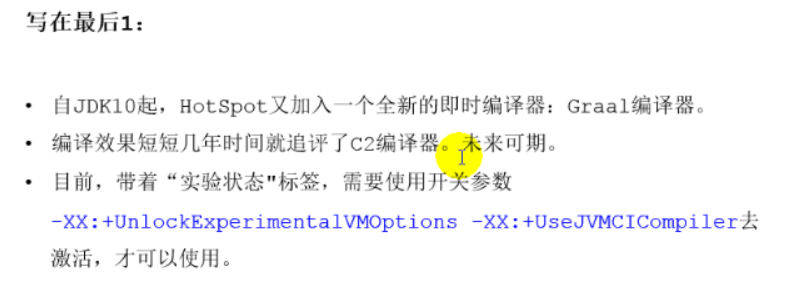 写在最后1：
• 自JDK10起，HotSpot又加入一个全新的即时编译器：Graal编译器。
• 编译效果短短几年时间就追评了C2编译器。未来可期。
• 目前，带着“实验状态"标签，需要使用开关参数
-XX:+UnlockExperimentalVMOptions -XX:+UseJVMCICompiler去
激活，才可以使用。